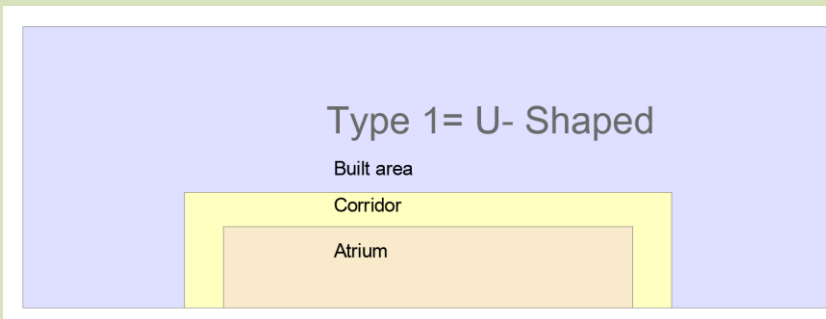 Type 1= U- Shaped
Built area
Corridor
Atrium